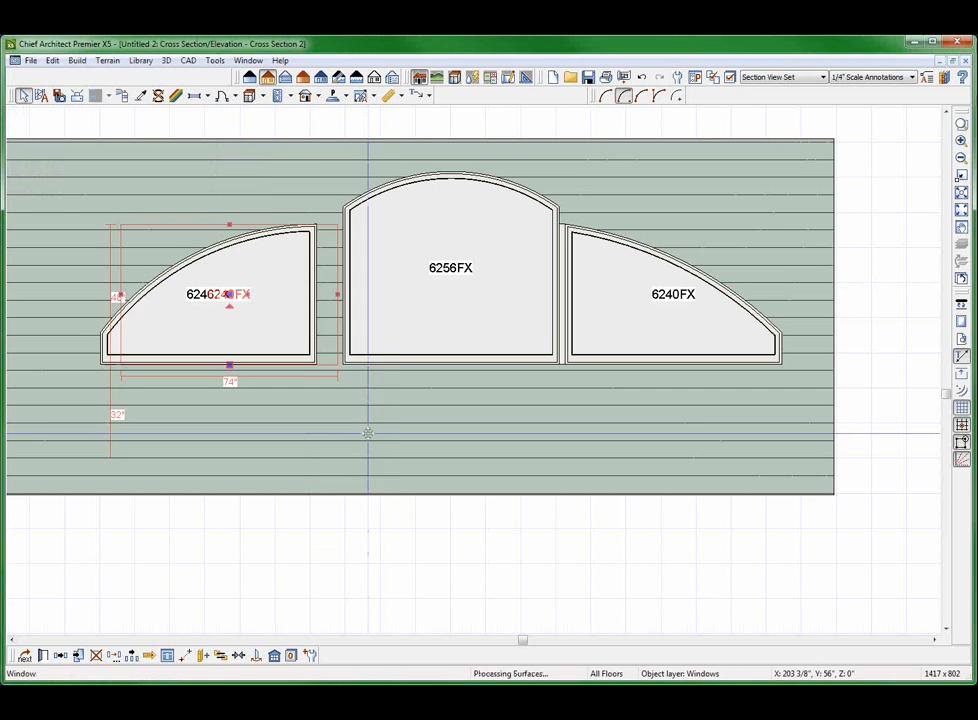 Chief Architect Premier X5 - [Untitled 2: Cross Section/Elevation - Cross Section 2]
File Edit Build Terrain Library 3D CAD Tools Window Help
Section View Set 1/4" Scale Annotations
6256FX
6240FX
74"
32"
next
Window Processing Surfaces... All Floors Object layer: Windows X: 203 3/8", Y: 56", Z: 0" 1417 x 802